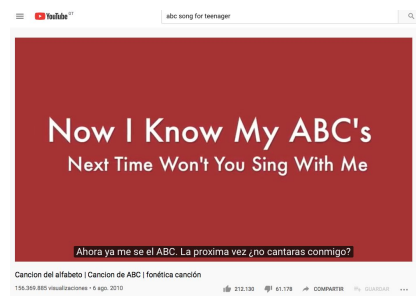 YouTube GT
abc song for teenager
Now I Know My ABC's
Next Time Won't You Sing With Me
Ahora ya me se el ABC. La proxima vez ¿no cantaras conmigo?
Cancion del alfabeto | Cancion de ABC | fonética canción
156.369.885 visualizaciones • 6 ago. 2010
212.130 61.178 COMPARTIR GUARDAR ...